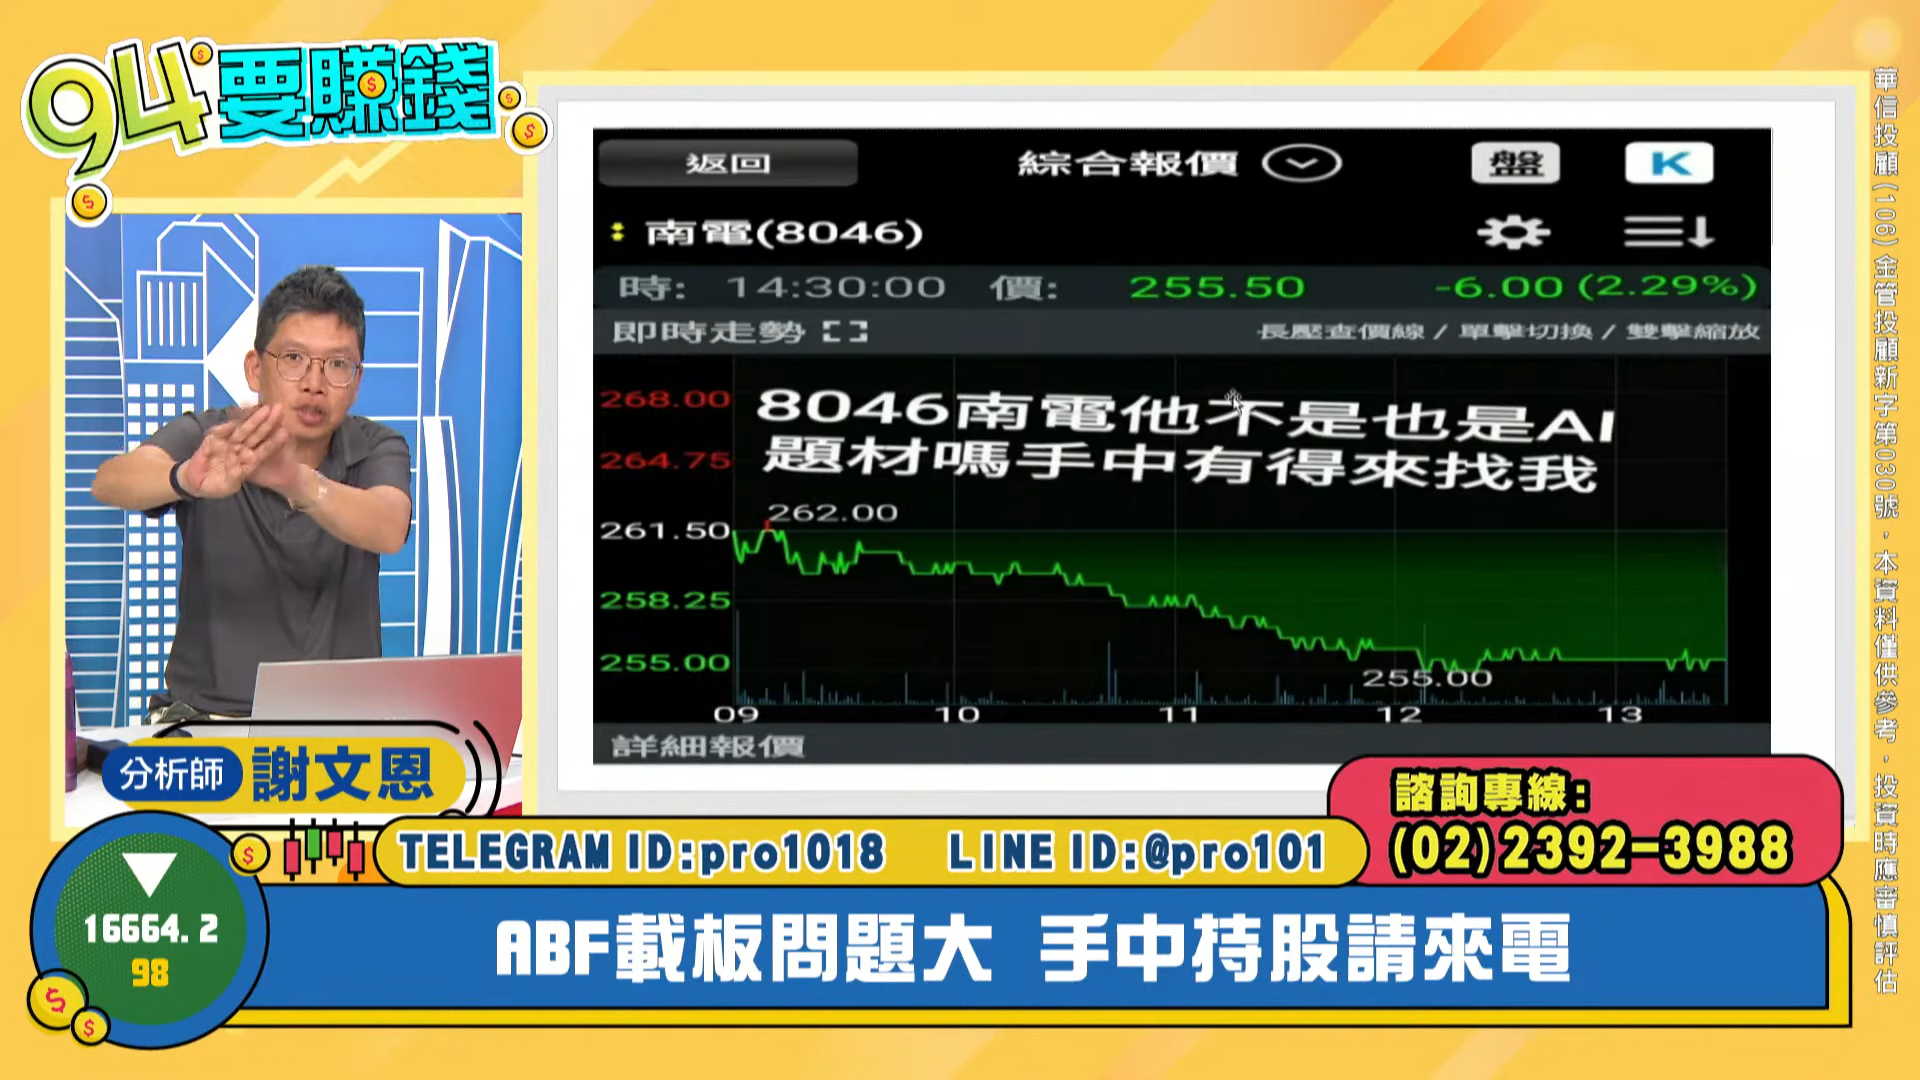 94要賺錢
返回
綜合報價
盤
K
南電(8046)
時: 14:30:00 價: 255.50 -6.00 (2.29%)
即時走勢
長壓查價線 / 單擊切換 / 雙擊縮放
268.00
8046南電他不是也是AI
題材嗎手中有得來找我
264.75
262.00
261.50
258.25
255.00
255.00
09 10 11 12 13
詳細報價
分析師 謝文恩
諮詢專線:
(02)2392-3988
TELEGRAM ID:pro1018 LINE ID:@pro101
16664.2
98
ABF載板問題大 手中持股請來電
華信投顧(106)金管投顧新字第030號，本資料僅供參考，投資時應審慎評估